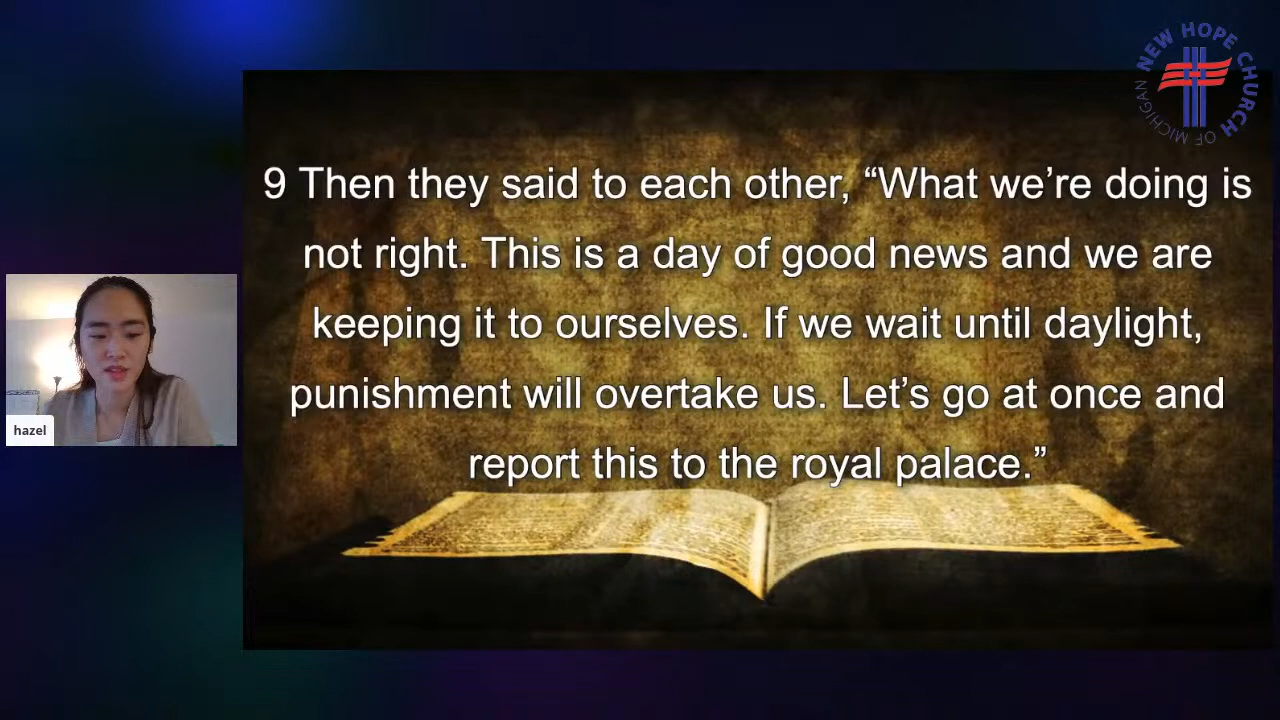 NEW HOPE CHURCH
OF MICHIGAN
9 Then they said to each other, “What we’re doing is
not right. This is a day of good news and we are
keeping it to ourselves. If we wait until daylight,
punishment will overtake us. Let’s go at once and
report this to the royal palace.”
hazel